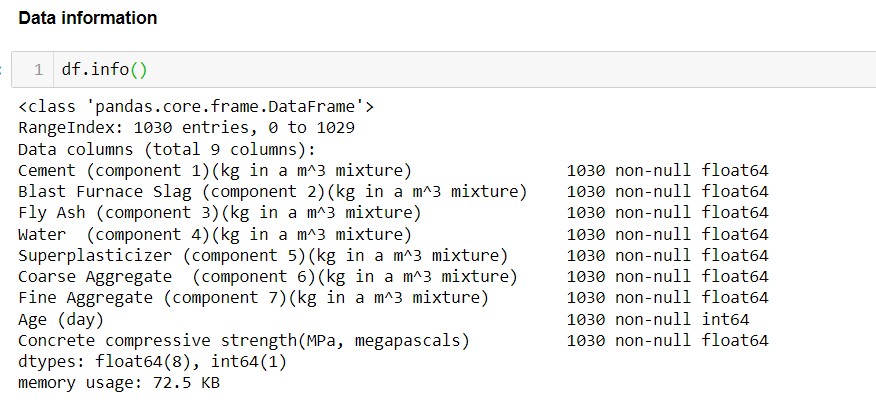 Data information
1 df.info()
<class 'pandas.core.frame.DataFrame'>
RangeIndex: 1030 entries, 0 to 1029
Data columns (total 9 columns):
Cement (component 1)(kg in a m^3 mixture)                1030 non-null float64
Blast Furnace Slag (component 2)(kg in a m^3 mixture)    1030 non-null float64
Fly Ash (component 3)(kg in a m^3 mixture)               1030 non-null float64
Water  (component 4)(kg in a m^3 mixture)                1030 non-null float64
Superplasticizer (component 5)(kg in a m^3 mixture)      1030 non-null float64
Coarse Aggregate  (component 6)(kg in a m^3 mixture)     1030 non-null float64
Fine Aggregate (component 7)(kg in a m^3 mixture)        1030 non-null float64
Age (day)                                                1030 non-null int64
Concrete compressive strength(MPa, megapascals)          1030 non-null float64
dtypes: float64(8), int64(1)
memory usage: 72.5 KB